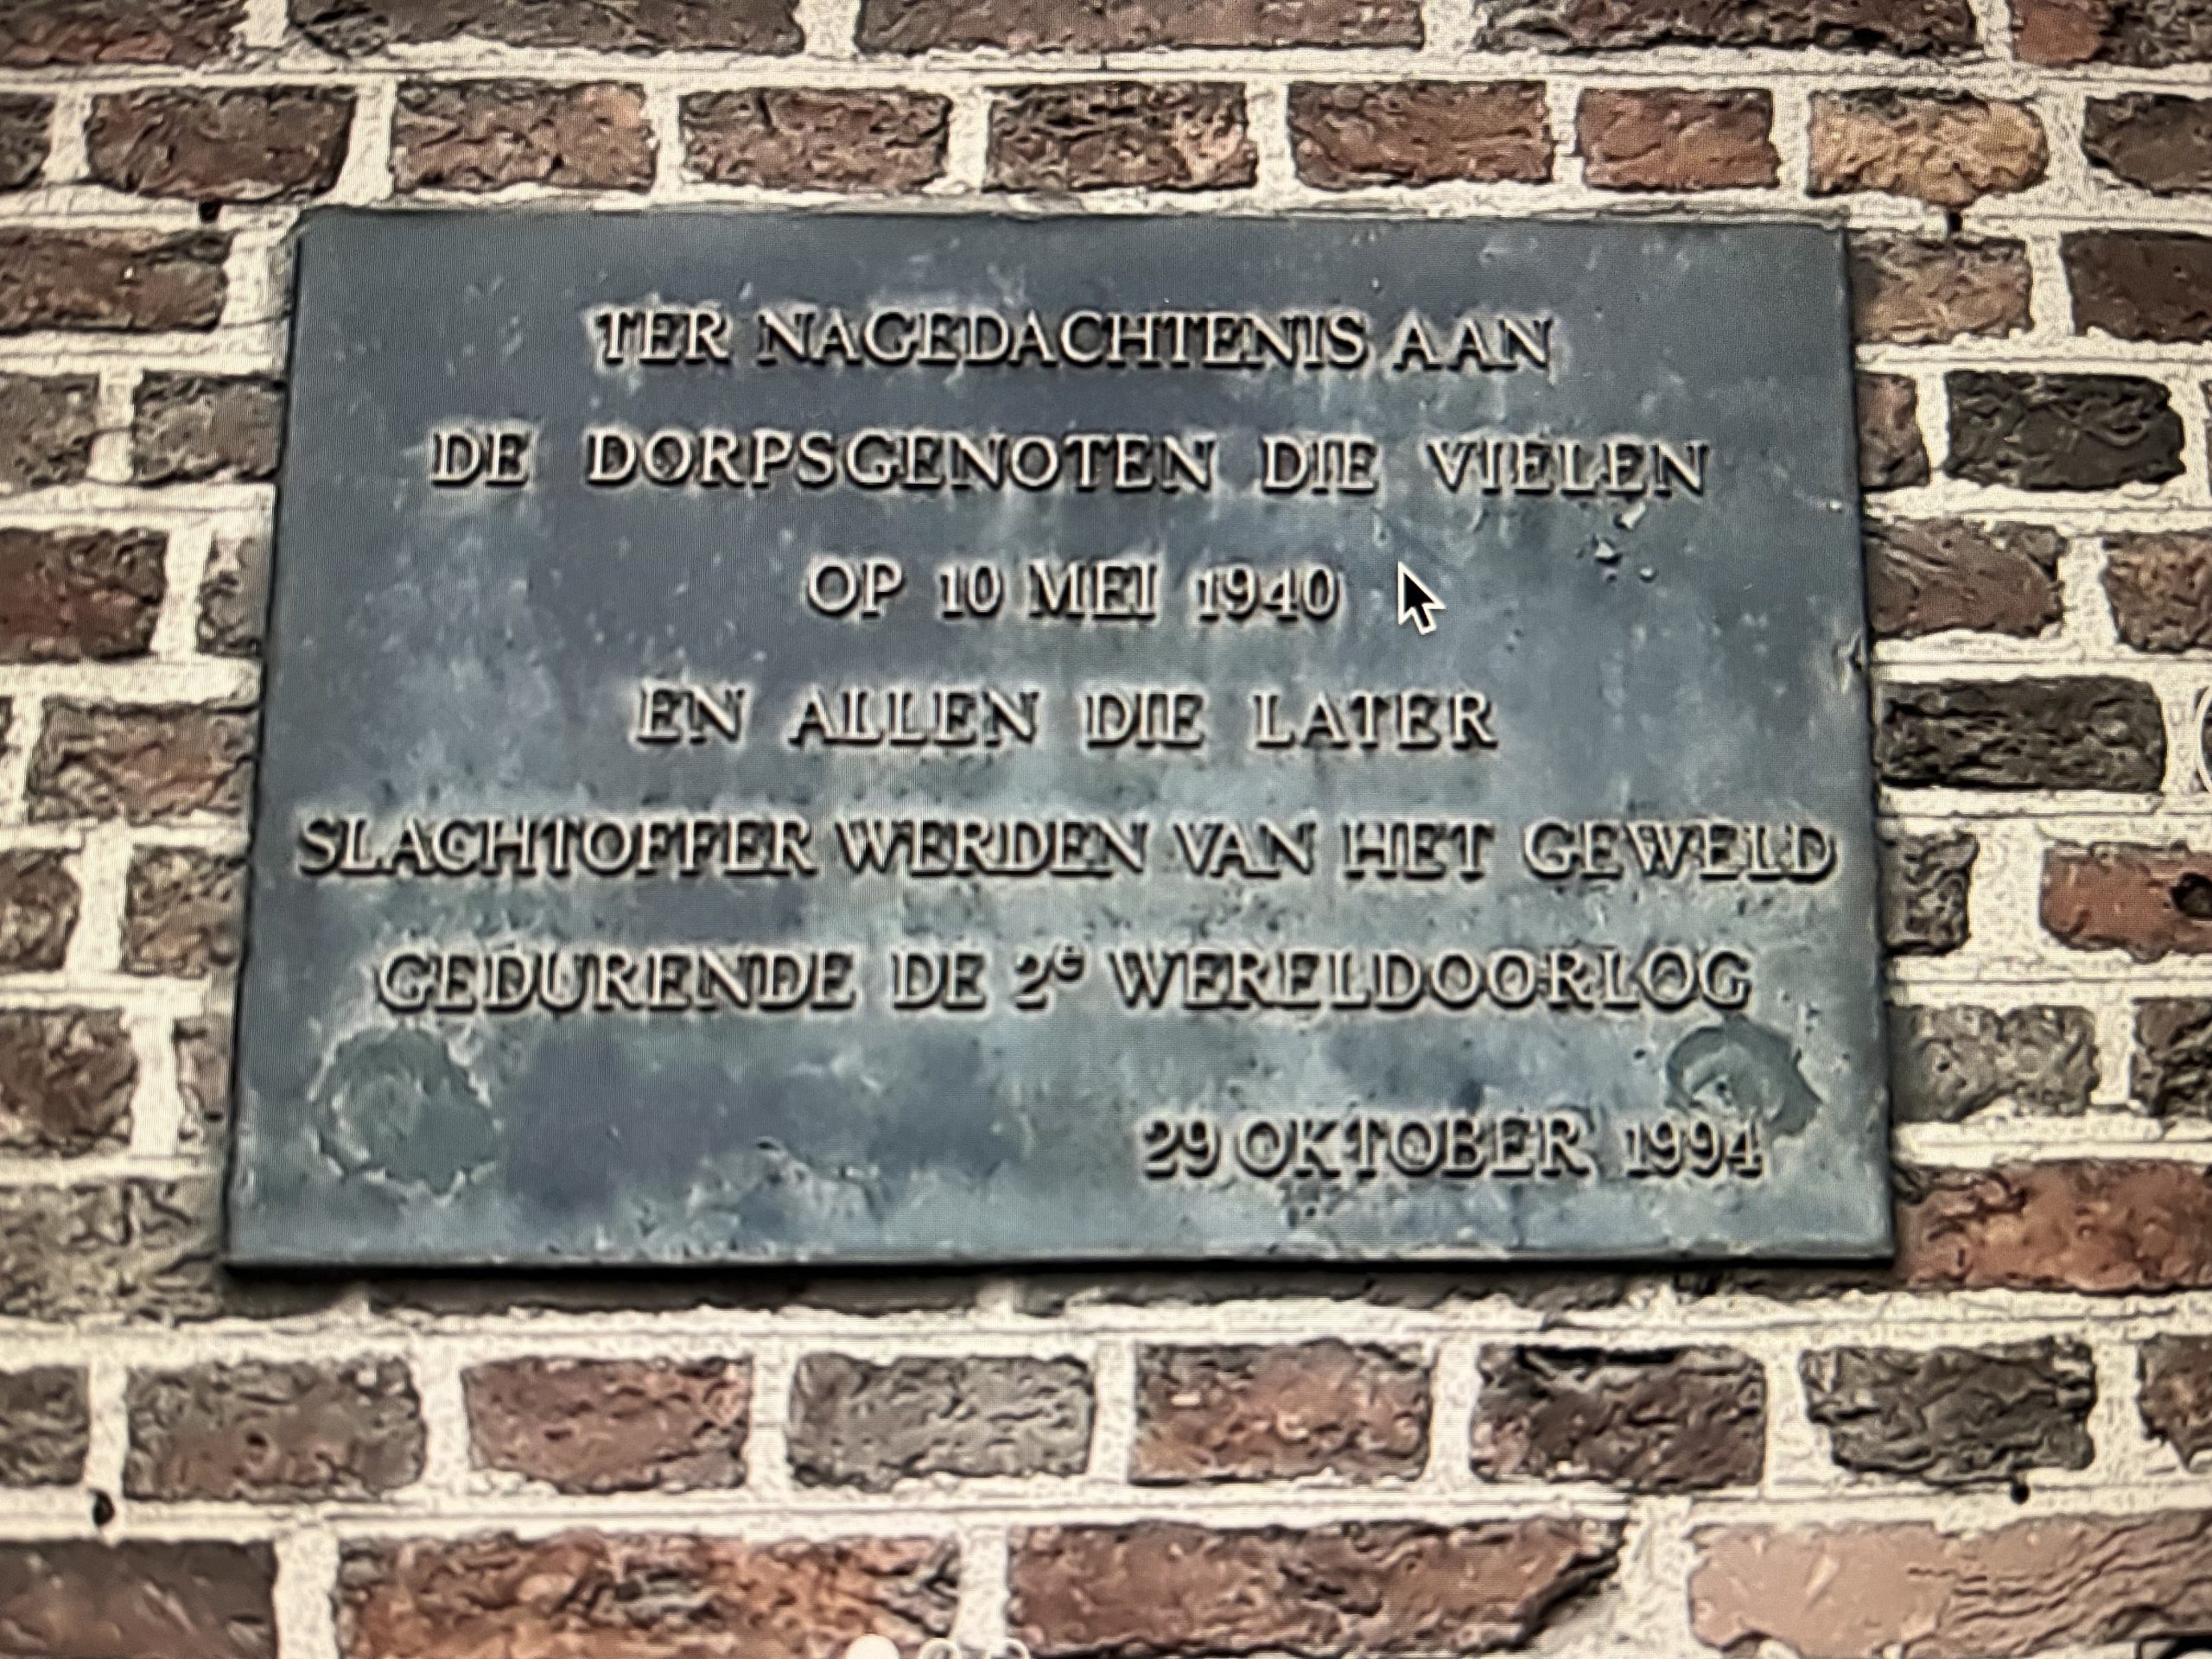 TER NAGEDACHTENIS AAN
DE DORPSGENOTEN DIE VIELEN
OP 10 MEI 1940
EN ALLEN DIE LATER
SLACHTOFFER WERDEN VAN HET GEWELD
GEDURENDE DE 2e WERELDOORLOG
29 OKTOBER 1994